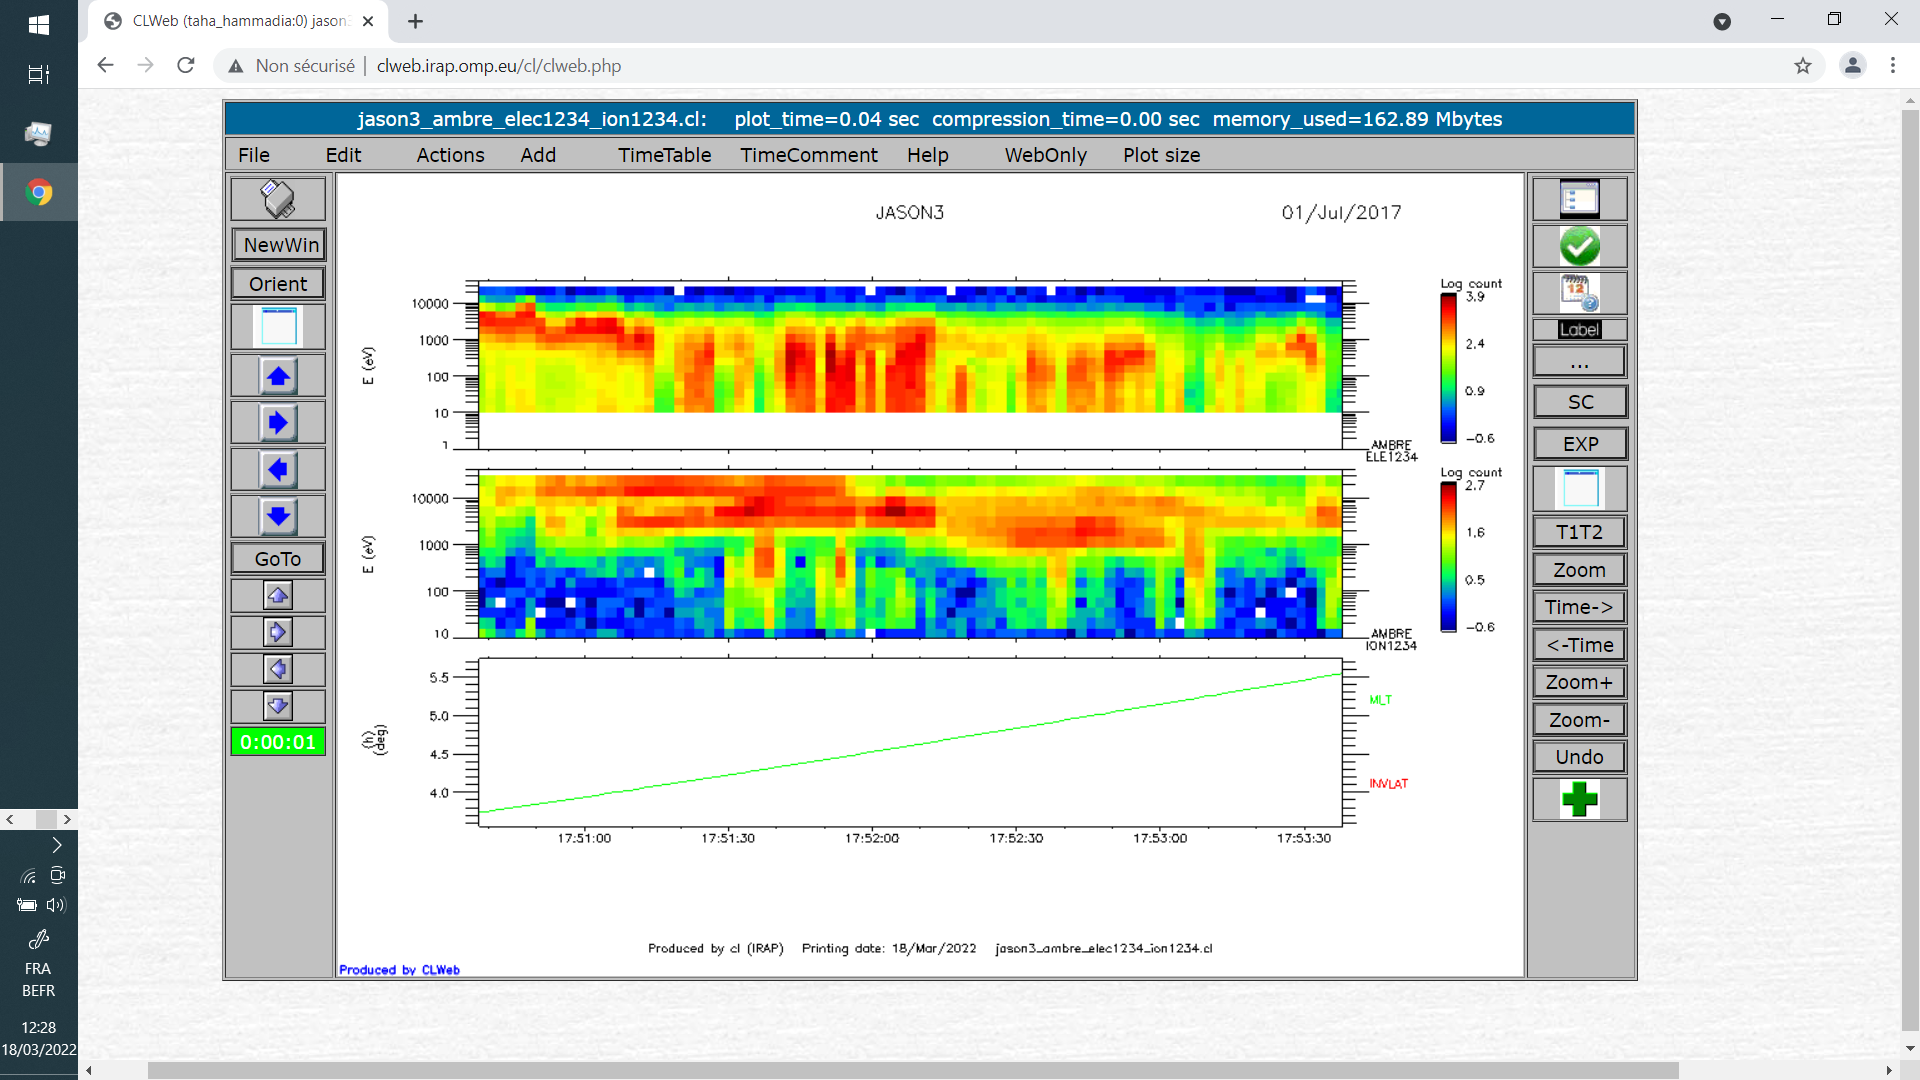 CLWeb (taha_hammadia:0) jason3
Non sécurisé | clweb.irap.omp.eu/cl/clweb.php
jason3_ambre_elec1234_ion1234.cl: plot_time=0.04 sec compression_time=0.00 sec memory_used=162.89 Mbytes
File Edit Actions Add TimeTable TimeComment Help WebOnly Plot size
NewWin
Orient
GoTo
0:00:01
JASON3 01/Jul/2017
E (eV)
10000
1000
100
10
1
AMBRE
ELE1234
Log count
3.9
2.4
0.9
-0.6
E (eV)
10000
1000
100
10
AMBRE
ION1234
Log count
2.7
1.6
0.5
-0.6
(h)
(deg)
5.5
5.0
4.5
4.0
MLT
INVLAT
17:51:00 17:51:30 17:52:00 17:52:30 17:53:00 17:53:30
Produced by cl (IRAP) Printing date: 18/Mar/2022 jason3_ambre_elec1234_ion1234.cl
Produced by CLWeb
12
Label
...
SC
EXP
T1T2
Zoom
Time->
<-Time
Zoom+
Zoom-
Undo
FRA
BEFR
12:28
18/03/2022